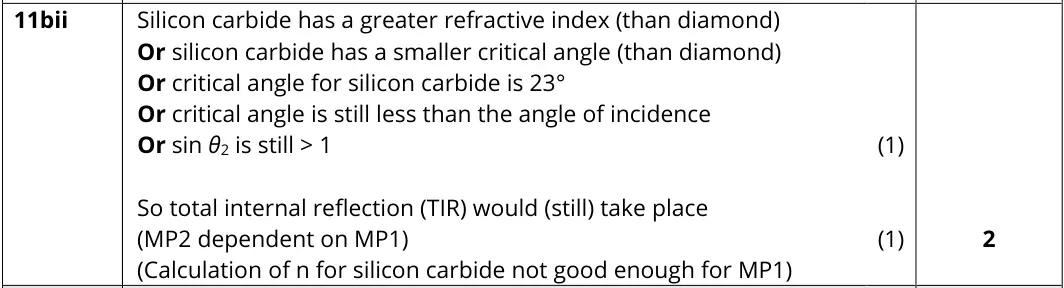 11bii
Silicon carbide has a greater refractive index (than diamond)
Or silicon carbide has a smaller critical angle (than diamond)
Or critical angle for silicon carbide is 23°
Or critical angle is still less than the angle of incidence
Or sin θ₂ is still > 1 (1)
So total internal reflection (TIR) would (still) take place
(MP2 dependent on MP1) (1) 2
(Calculation of n for silicon carbide not good enough for MP1)